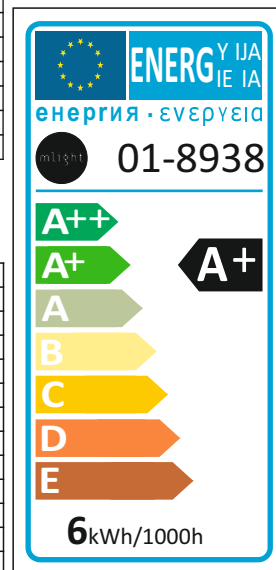 ENERG Y IJA
IE IA
енергия · ενεργεια
mlight 01-8938
A++
A+ A+
A
B
C
D
E
6kWh/1000h